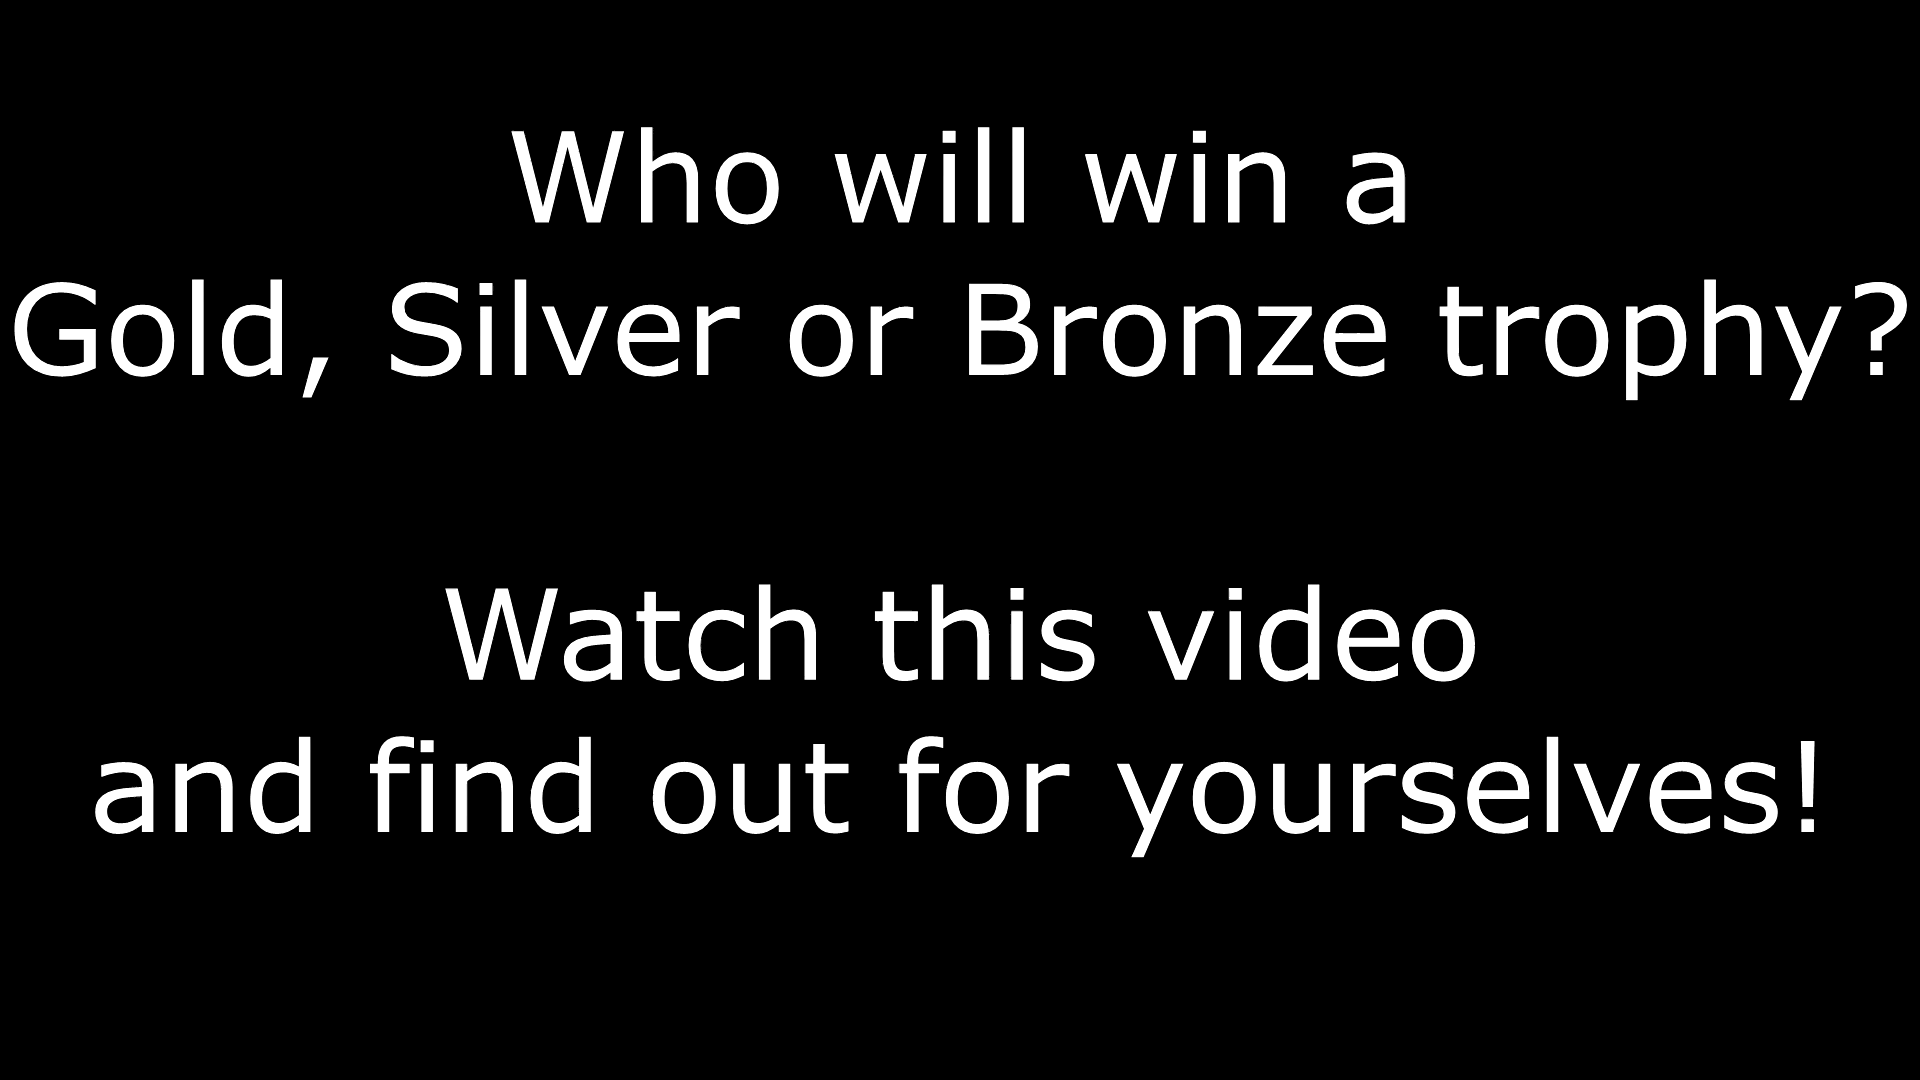 Who will win a
Gold, Silver or Bronze trophy?
Watch this video
and find out for yourselves!